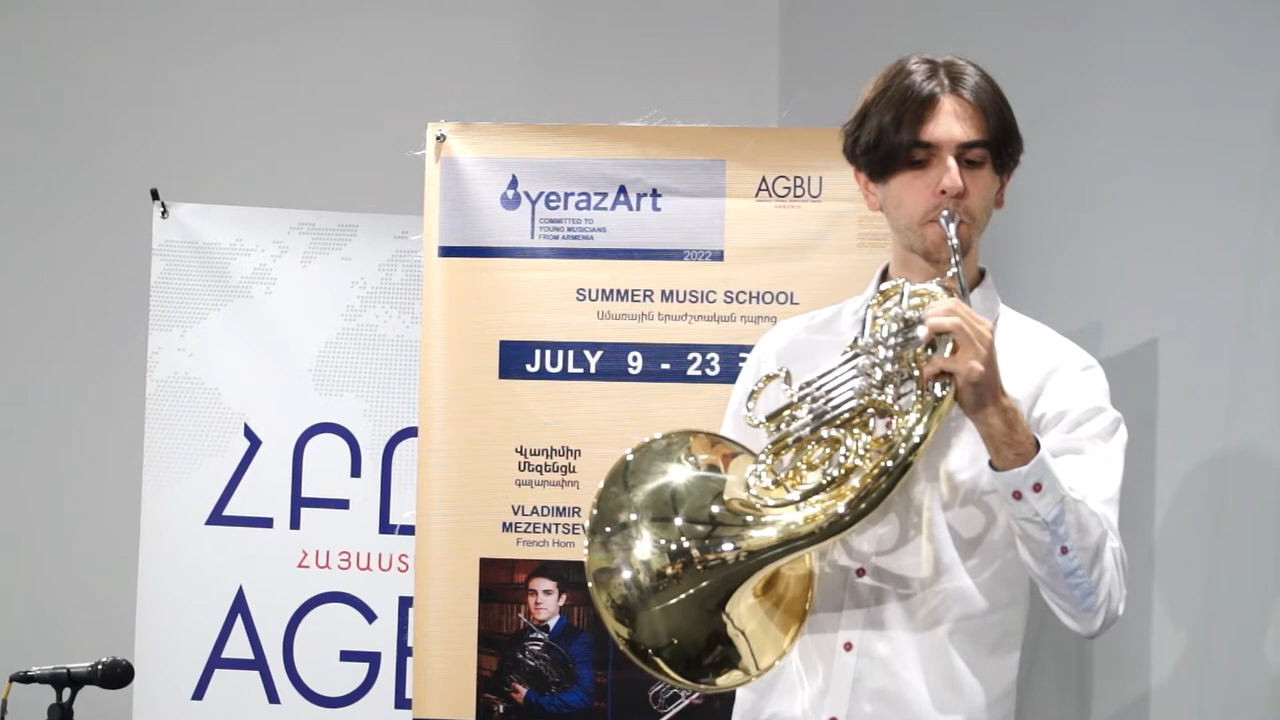 yerazArt
COMMITTED TO
YOUNG MUSICIANS
FROM ARMENIA
2022
AGBU
SUMMER MUSIC SCHOOL
Ամառային երաժշտական դպրոց
JULY 9 - 23
Վլադիմիր
Մեզենցև
գալարափող
VLADIMIR
MEZENTSEV
French Horn
ՀԲԸ
ՀԱՅԱՍՏ
AGB